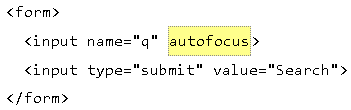 <form>
<input name="q" autofocus>
<input type="submit" value="Search">
</form>